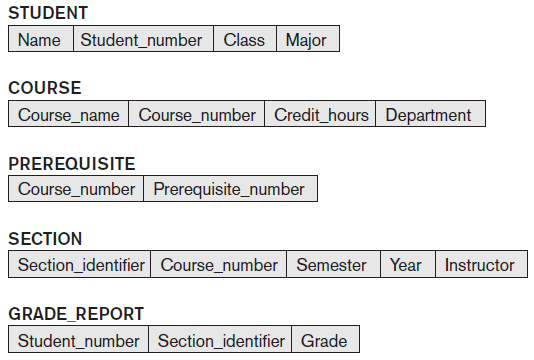 STUDENT
Name Student_number Class Major
COURSE
Course_name Course_number Credit_hours Department
PREREQUISITE
Course_number Prerequisite_number
SECTION
Section_identifier Course_number Semester Year Instructor
GRADE_REPORT
Student_number Section_identifier Grade